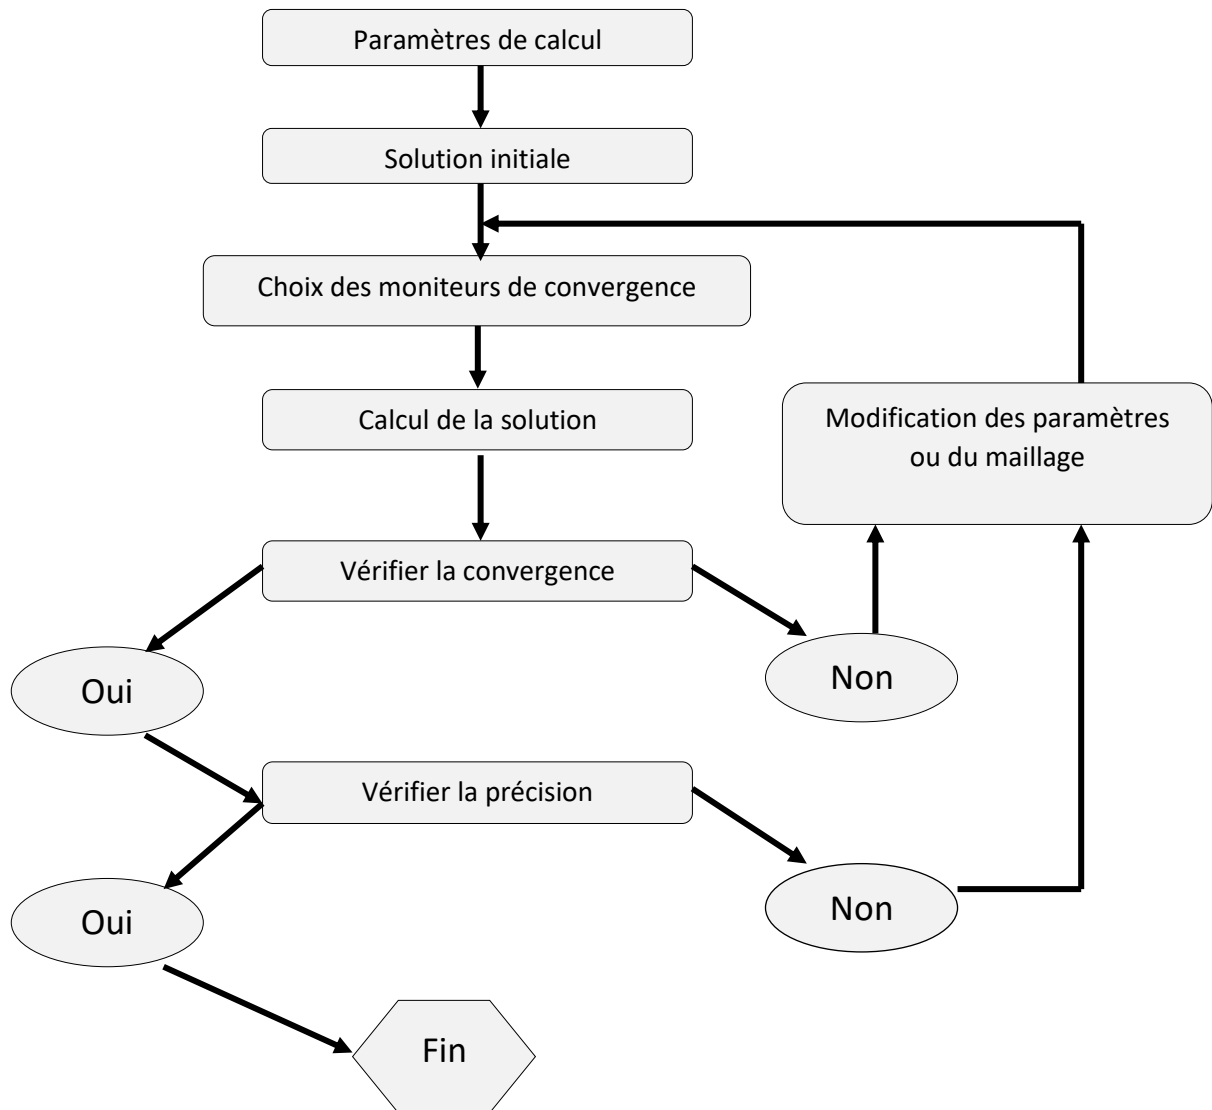 Paramètres de calcul
Solution initiale
Choix des moniteurs de convergence
Calcul de la solution
Modification des paramètres
ou du maillage
Vérifier la convergence
Oui
Non
Vérifier la précision
Oui
Non
Fin